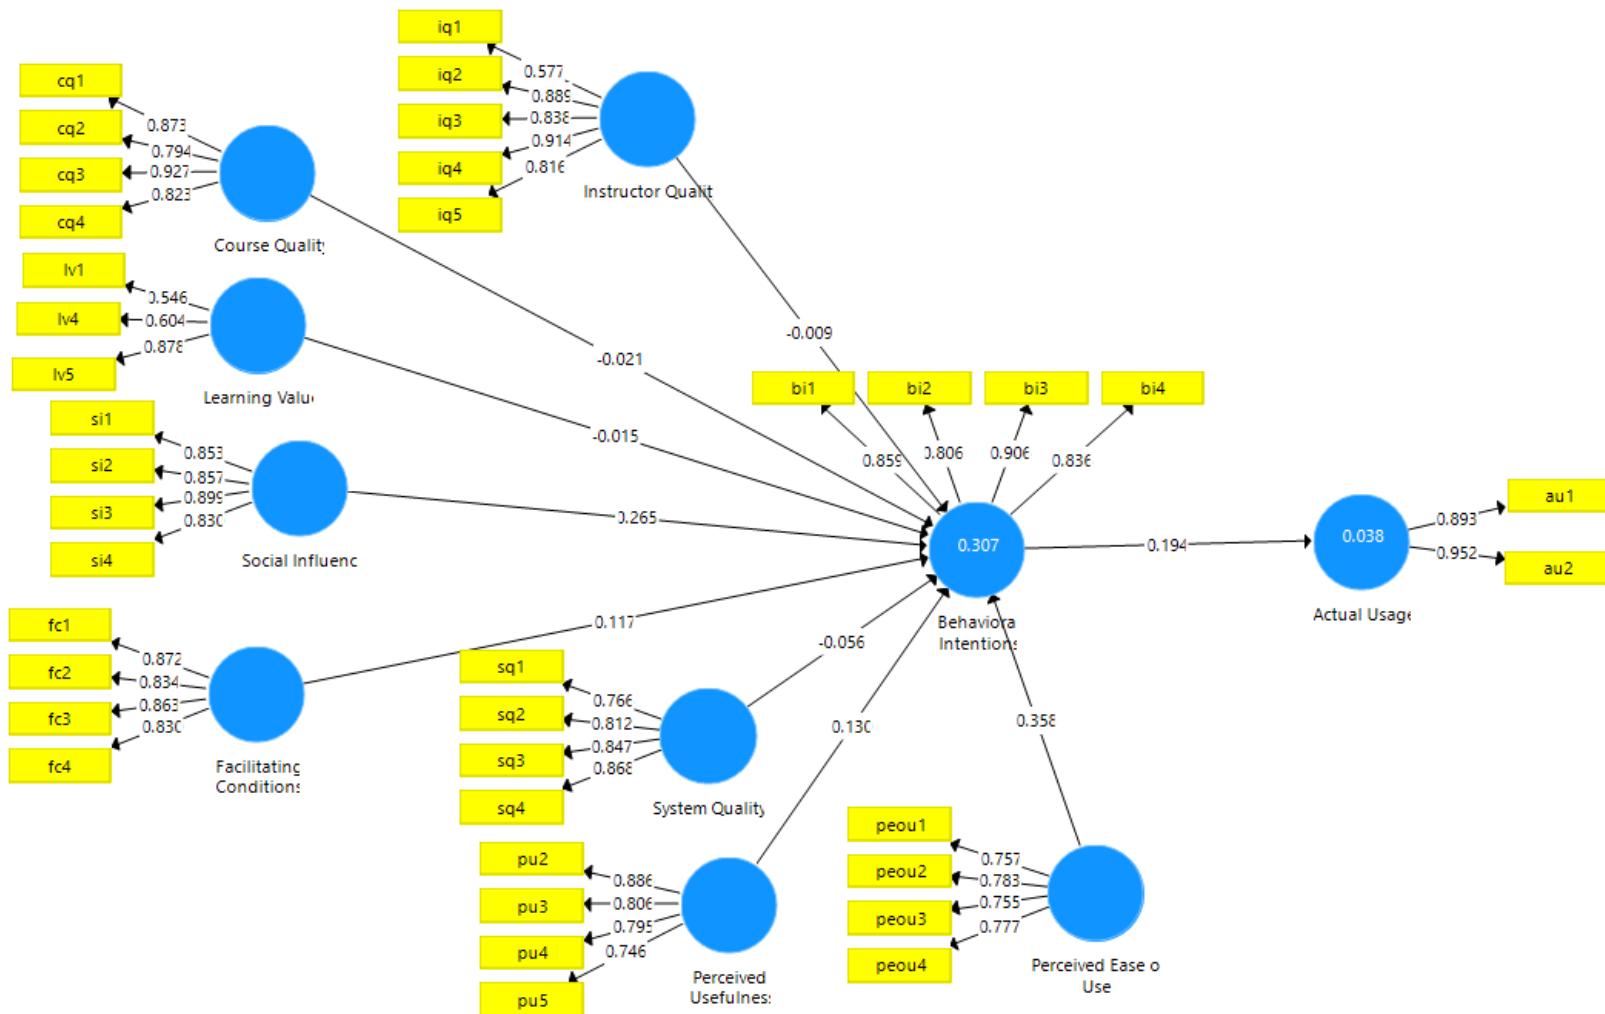 iq1
iq2
iq3
iq4
iq5
0.577
0.889
0.838
0.914
0.816
Instructor Qualit
cq1
cq2
cq3
cq4
0.873
0.794
0.927
0.823
Course Quality
lv1
lv4
lv5
0.546
0.604
0.878
Learning Value
si1
si2
si3
si4
0.853
0.857
0.899
0.830
Social Influenc
fc1
fc2
fc3
fc4
0.872
0.834
0.863
0.830
Facilitating
Conditions
-0.009
-0.021
-0.015
0.265
0.117
-0.056
0.130
0.358
bi1
bi2
bi3
bi4
0.859
0.806
0.906
0.836
0.307
Behaviora
Intentions
0.194
0.038
Actual Usage
0.893
0.952
au1
au2
sq1
sq2
sq3
sq4
0.766
0.812
0.847
0.868
System Quality
pu2
pu3
pu4
pu5
0.886
0.806
0.795
0.746
Perceived
Usefulness
peou1
peou2
peou3
peou4
0.757
0.783
0.755
0.777
Perceived Ease o
Use